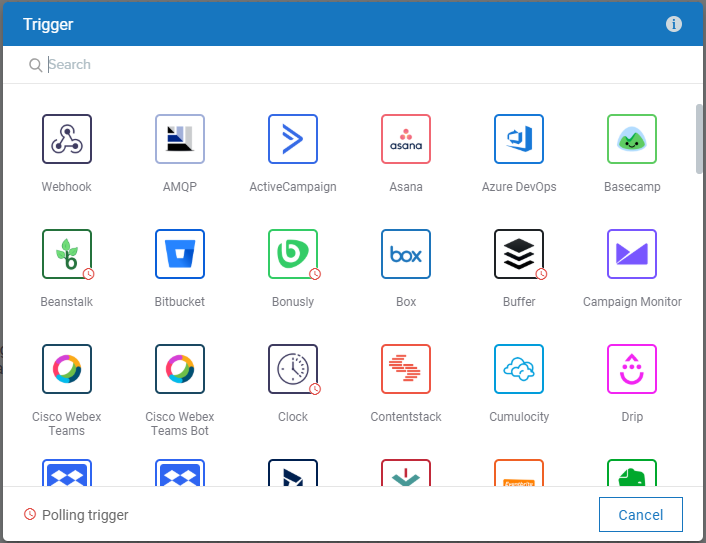 Trigger
Search
asana
Webhook
AMQP
ActiveCampaign
Asana
Azure DevOps
Basecamp
b
box
Beanstalk
Bitbucket
Bonusly
Box
Buffer
Campaign Monitor
Cisco Webex
Teams
Cisco Webex
Teams Bot
Clock
Contentstack
Cumulocity
Drip
Polling trigger
Cancel